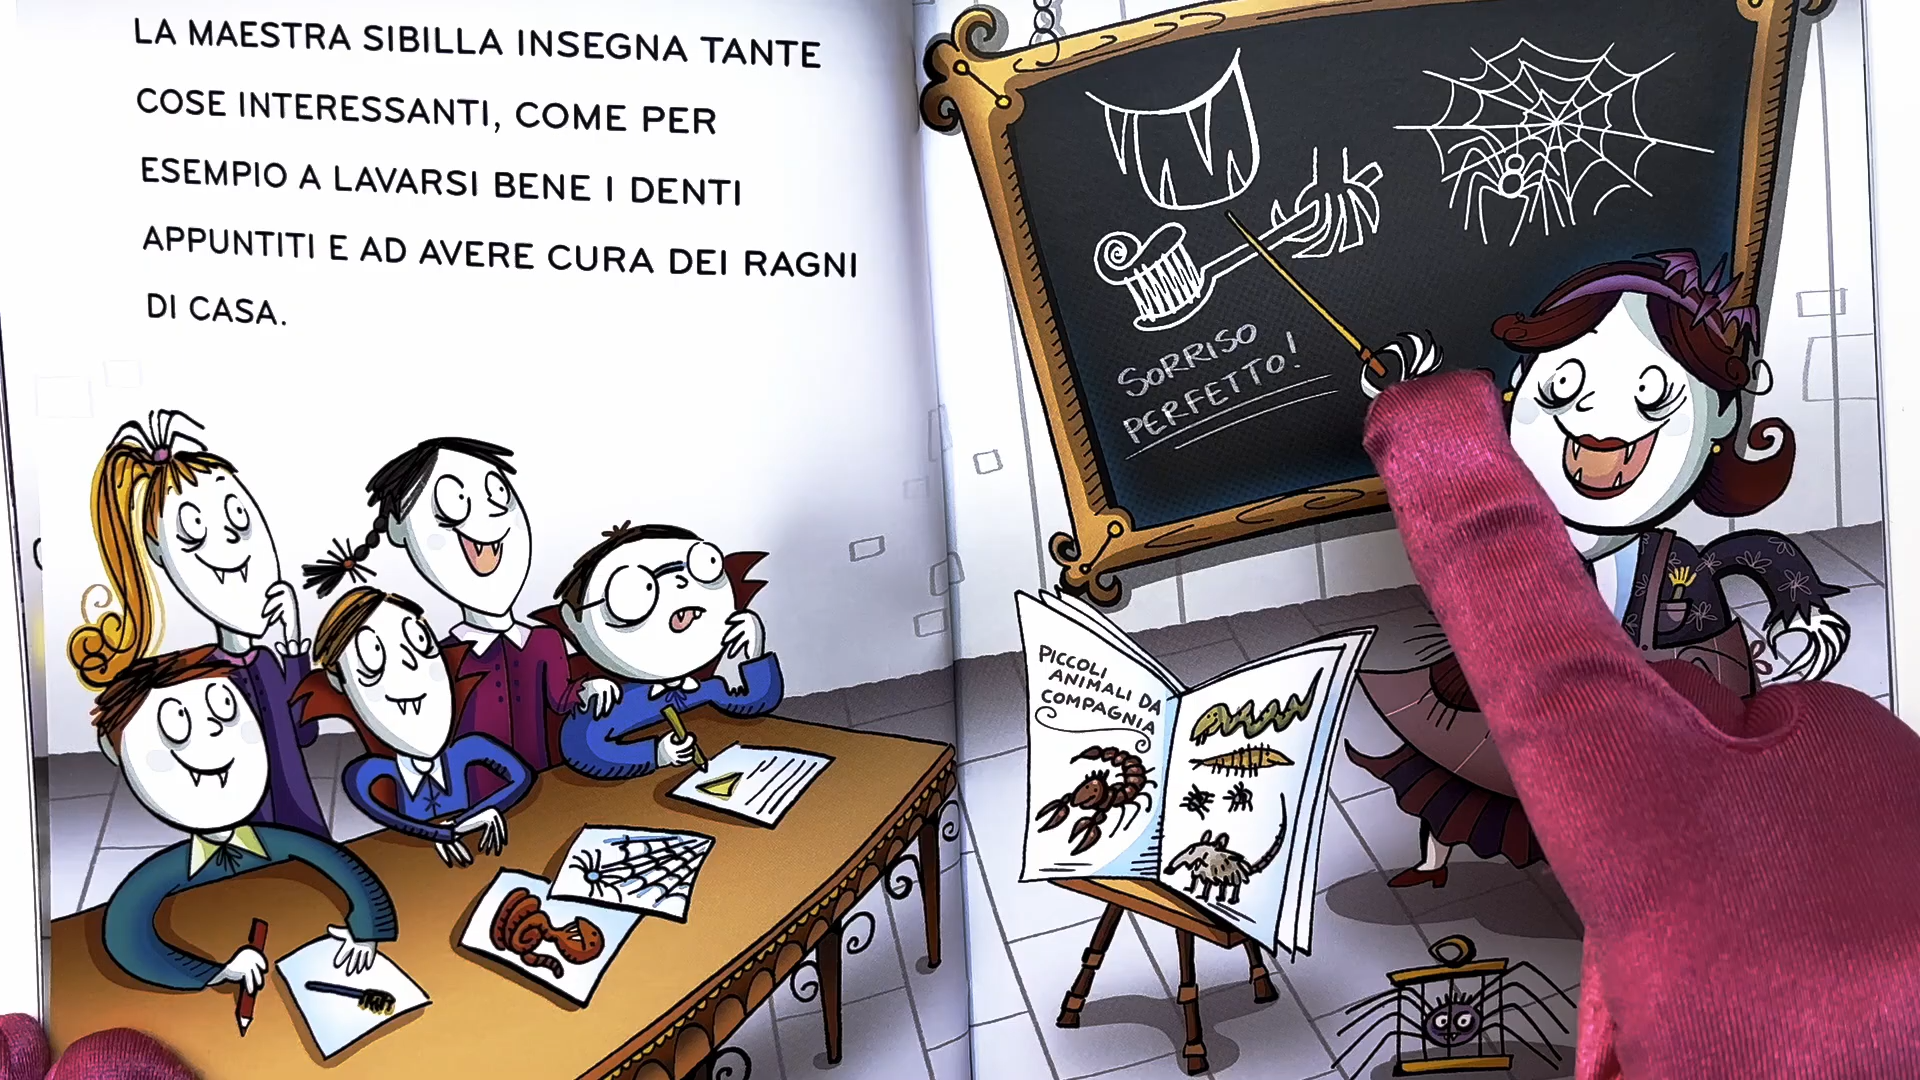 LA MAESTRA SIBILLA INSEGNA TANTE
COSE INTERESSANTI, COME PER
ESEMPIO A LAVARSI BENE I DENTI
APPUNTITI E AD AVERE CURA DEI RAGNI
DI CASA.
SORRISO
PERFETTO!
PICCOLI
ANIMALI DA
COMPAGNIA